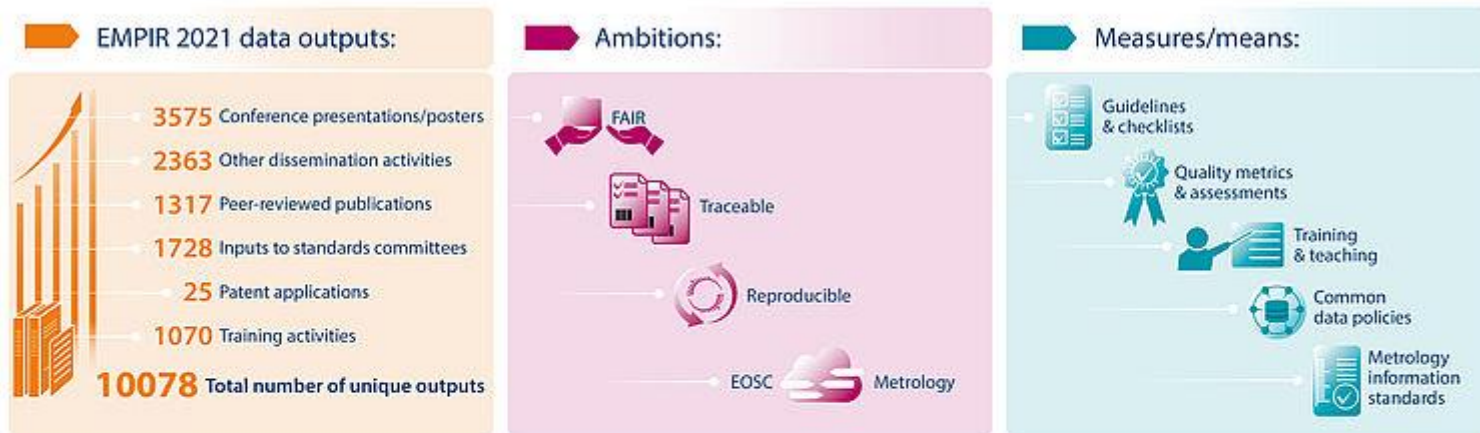 EMPIR 2021 data outputs:
3575 Conference presentations/posters
2363 Other dissemination activities
1317 Peer-reviewed publications
1728 Inputs to standards committees
25 Patent applications
1070 Training activities
10078 Total number of unique outputs
Ambitions:
FAIR
Traceable
Reproducible
EOSC Metrology
Measures/means:
Guidelines
& checklists
Quality metrics
& assessments
Training
& teaching
Common
data policies
Metrology
information
standards